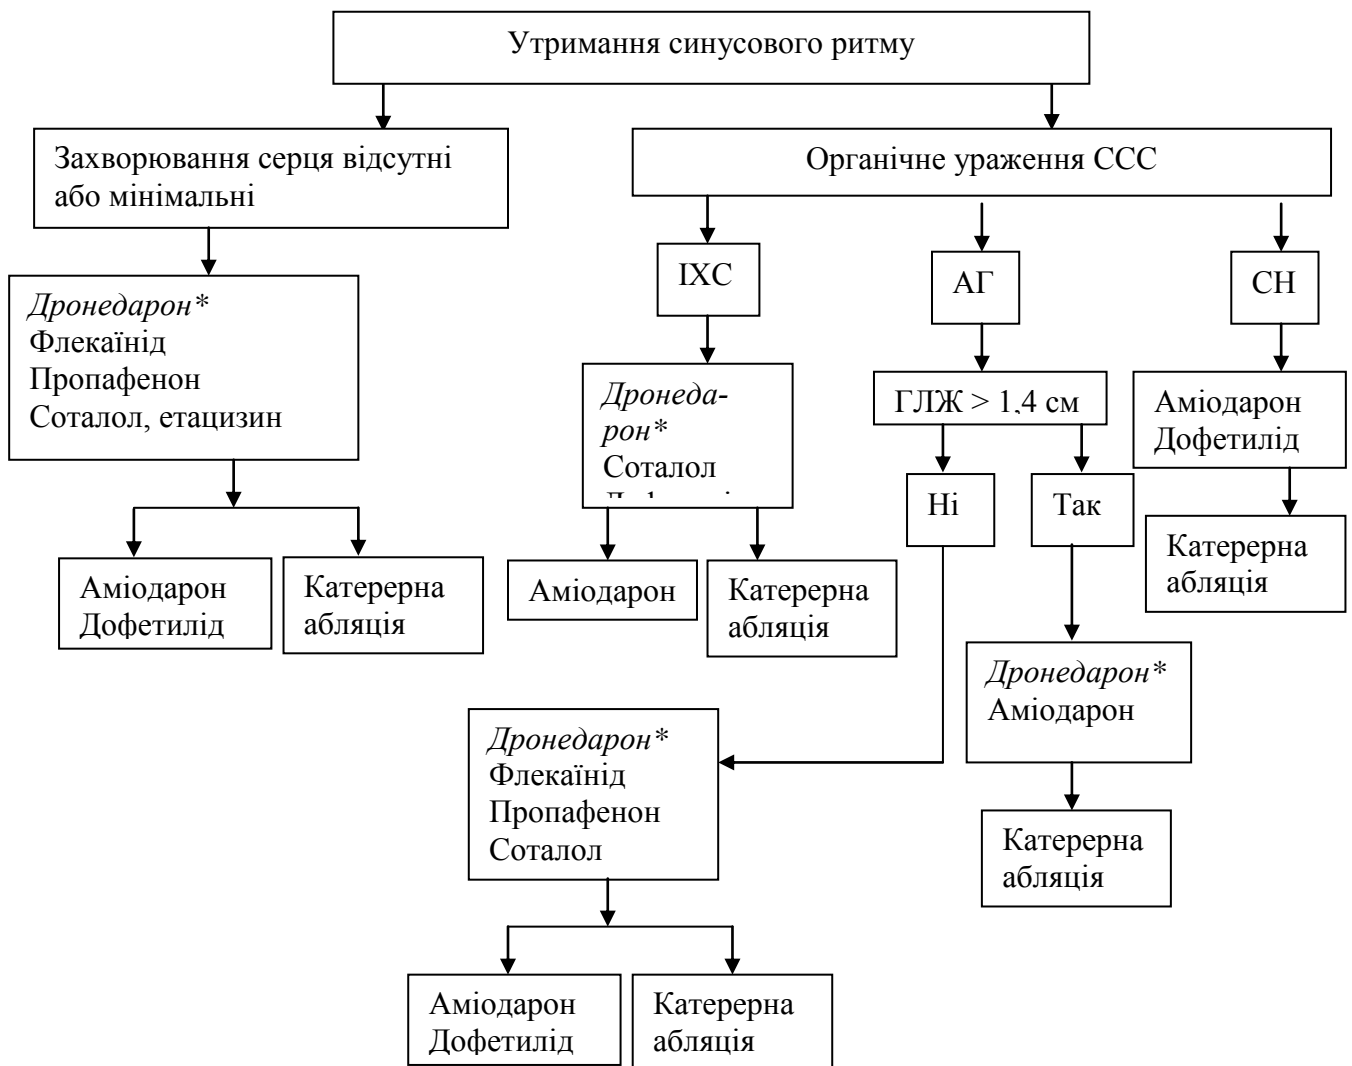 Утримання синусового ритму
Захворювання серця відсутні
або мінімальні
Органічне ураження ССС
ІХС
АГ
СН
Дронедарон*
Флекаїнід
Пропафенон
Соталол, етацизин
Дронеда-
рон*
Соталол
ГЛЖ > 1,4 см
Аміодарон
Дофетилід
Ні
Так
Катерерна
абляція
Аміодарон
Дофетилід
Катерерна
абляція
Аміодарон
Катерерна
абляція
Дронедарон*
Аміодарон
Дронедарон*
Флекаїнід
Пропафенон
Соталол
Катерерна
абляція
Аміодарон
Дофетилід
Катерерна
абляція